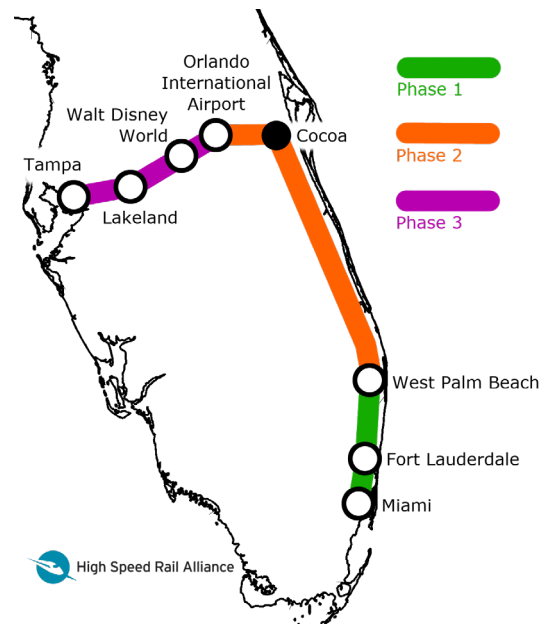 Orlando
International
Airport
Walt Disney
World
Cocoa
Tampa
Lakeland
West Palm Beach
Fort Lauderdale
Miami
Phase 1
Phase 2
Phase 3
High Speed Rail Alliance